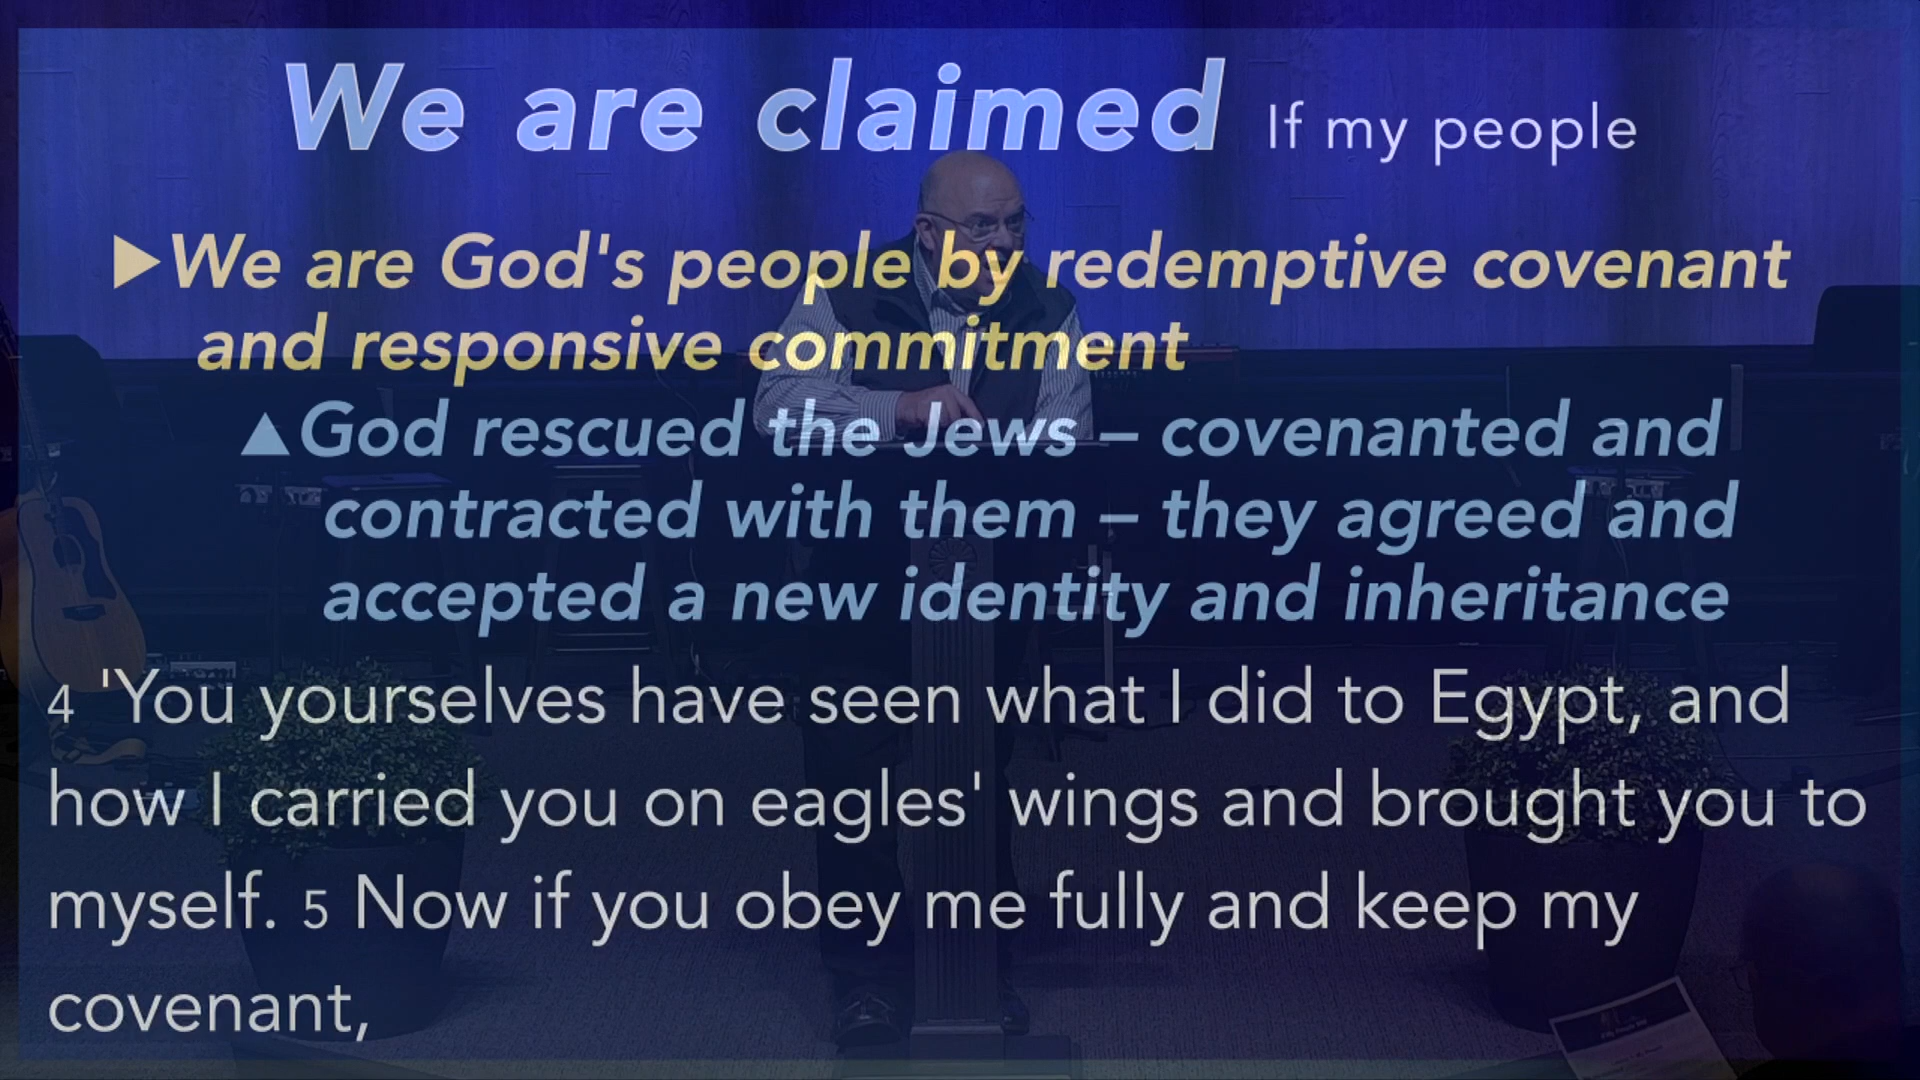 We are claimed If my people
▶We are God's people by redemptive covenant
and responsive commitment
▲God rescued the Jews – covenanted and
contracted with them – they agreed and
accepted a new identity and inheritance
4 'You yourselves have seen what I did to Egypt, and
how I carried you on eagles' wings and brought you to
myself. 5 Now if you obey me fully and keep my
covenant,